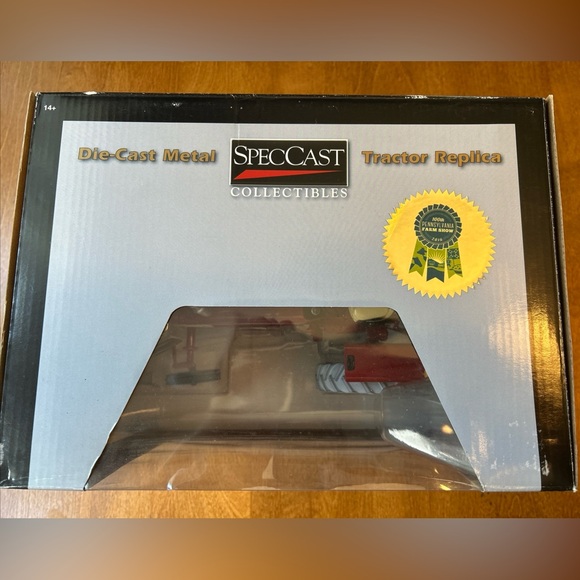 14+
Die-Cast Metal
SPECCAST
COLLECTIBLES
Tractor Replica
PENNSYLVANIA
FARM SHOW